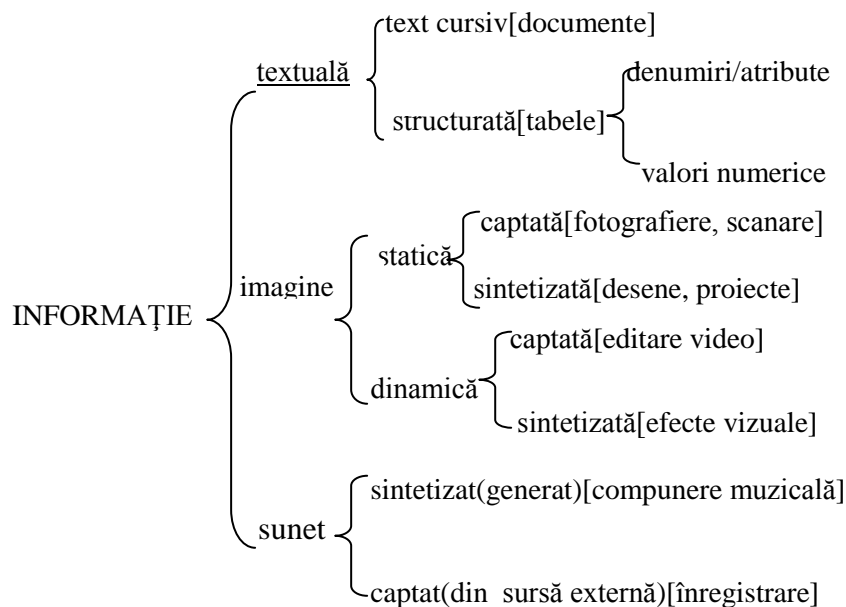 text cursiv[documente]
textuală
denumiri/atribute
structurată[tabele]
valori numerice
captată[fotografiere, scanare]
statică
imagine
sintetizată[desene, proiecte]
INFORMAŢIE
captată[editare video]
dinamică
sintetizată[efecte vizuale]
sintetizat(generat)[compunere muzicală]
sunet
captat(din sursă externă)[înregistrare]